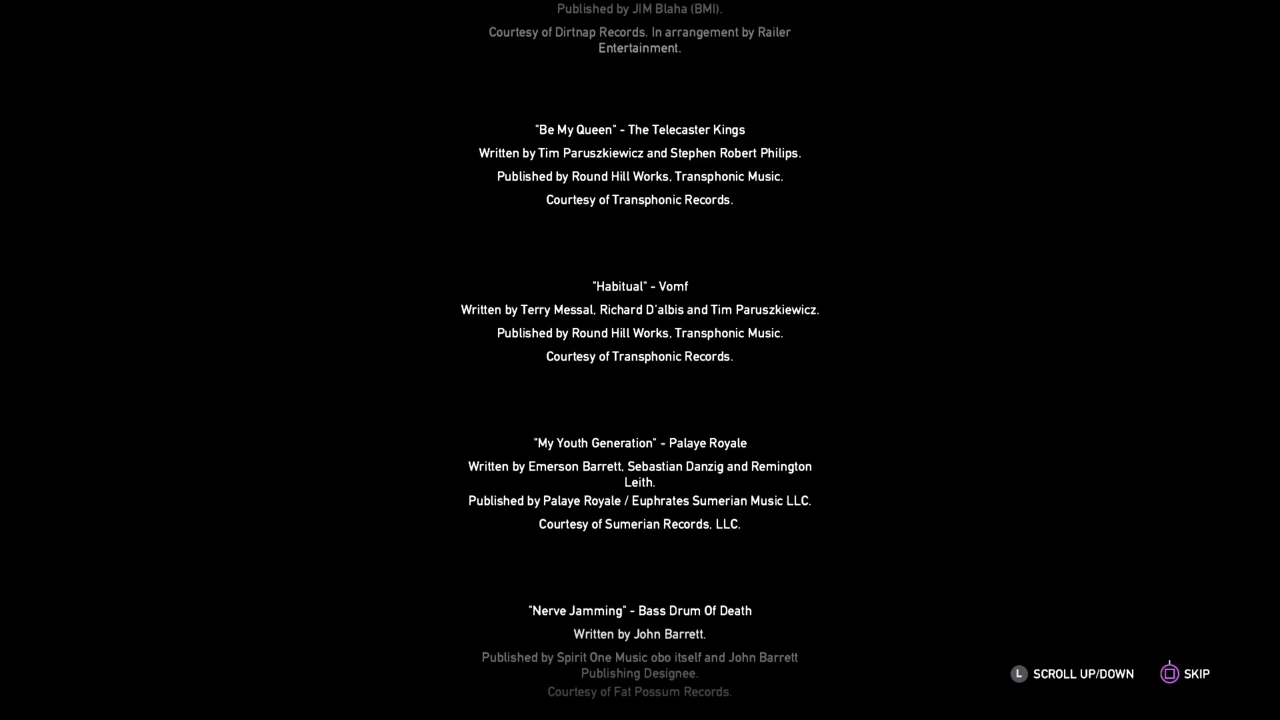 Published by JIM Blaha (BMI).
Courtesy of Dirtnap Records. In arrangement by Railer
Entertainment.
"Be My Queen" - The Telecaster Kings
Written by Tim Paruszkiewicz and Stephen Robert Philips.
Published by Round Hill Works, Transphonic Music.
Courtesy of Transphonic Records.
"Habitual" - Vomf
Written by Terry Messal, Richard D'albis and Tim Paruszkiewicz.
Published by Round Hill Works, Transphonic Music.
Courtesy of Transphonic Records.
"My Youth Generation" - Palaye Royale
Written by Emerson Barrett, Sebastian Danzig and Remington
Leith.
Published by Palaye Royale / Euphrates Sumerian Music LLC.
Courtesy of Sumerian Records, LLC.
"Nerve Jamming" - Bass Drum Of Death
Written by John Barrett.
Published by Spirit One Music obo itself and John Barrett
Publishing Designee.
Courtesy of Fat Possum Records.
L SCROLL UP/DOWN SKIP